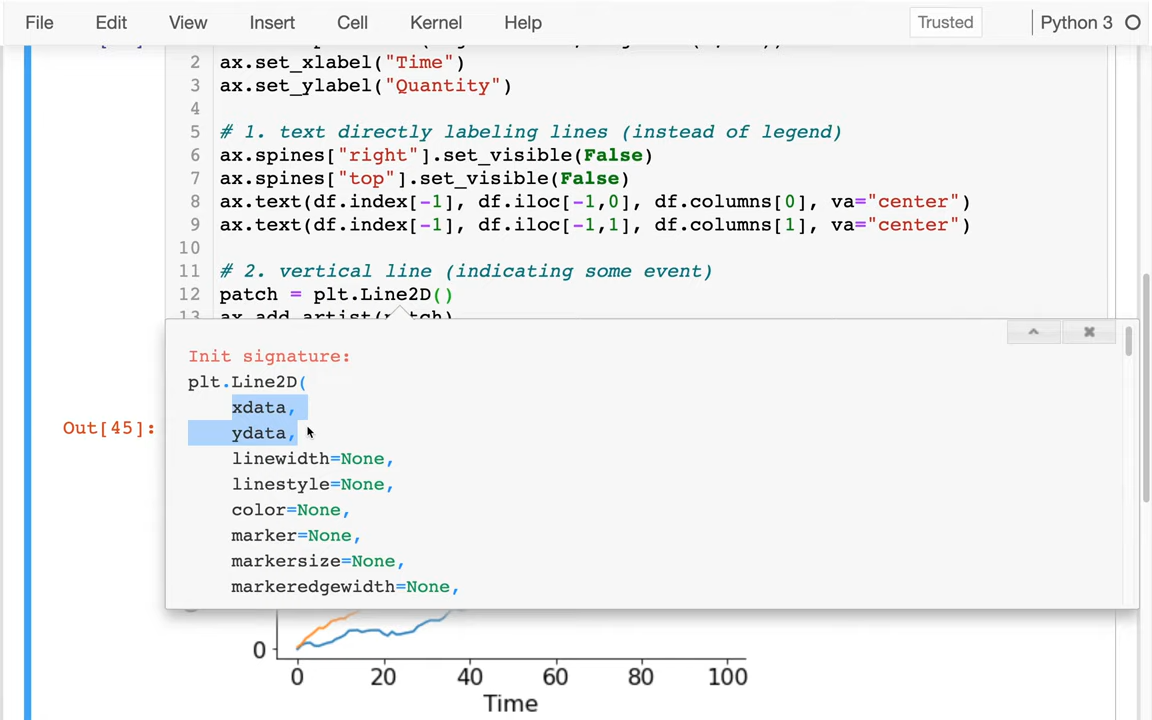 File Edit View Insert Cell Kernel Help Trusted Python 3
2 ax.set_xlabel("Time")
3 ax.set_ylabel("Quantity")
4
5 # 1. text directly labeling lines (instead of legend)
6 ax.spines["right"].set_visible(False)
7 ax.spines["top"].set_visible(False)
8 ax.text(df.index[-1], df.iloc[-1,0], df.columns[0], va="center")
9 ax.text(df.index[-1], df.iloc[-1,1], df.columns[1], va="center")
10
11 # 2. vertical line (indicating some event)
12 patch = plt.Line2D()
13 ax.add_artist(patch)
Init signature:
plt.Line2D(
xdata,
Out[45]:
ydata,
linewidth=None,
linestyle=None,
color=None,
marker=None,
markersize=None,
markeredgewidth=None,
0
0 20 40 60 80 100
Time